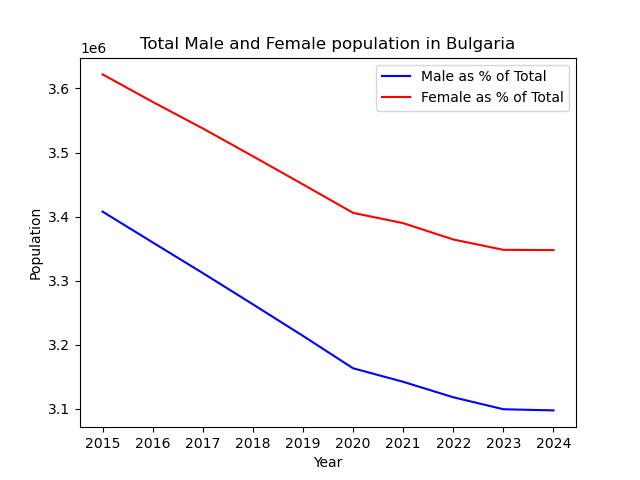 Total Male and Female population in Bulgaria
1e6
Male as % of Total
Female as % of Total
3.6
3.5
3.4
3.3
3.2
3.1
Population
2015 2016 2017 2018 2019 2020 2021 2022 2023 2024
Year